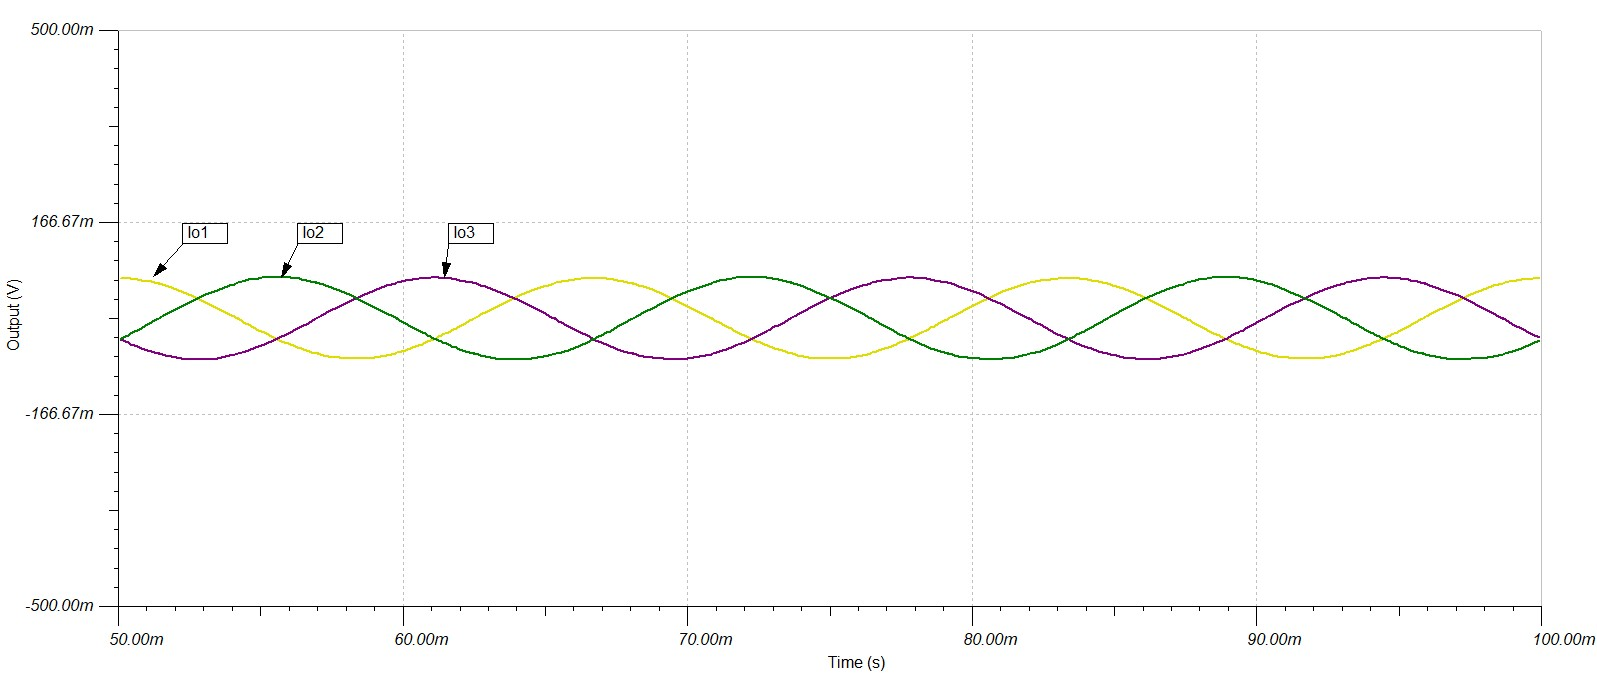 500.00m
Io1
Io2
Io3
166.67m
Output (V)
-166.67m
-500.00m
50.00m
60.00m
70.00m
80.00m
90.00m
100.00m
Time (s)